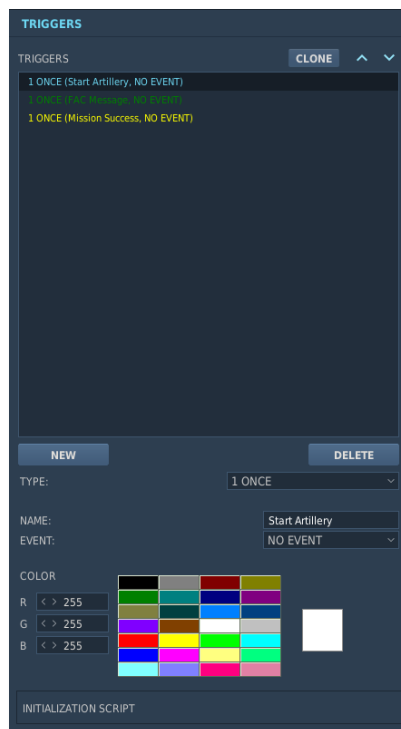 TRIGGERS
TRIGGERS CLONE
1 ONCE (Start Artillery, NO EVENT)
1 ONCE (FAC Message, NO EVENT)
1 ONCE (Mission Success, NO EVENT)
NEW DELETE
TYPE: 1 ONCE
NAME: Start Artillery
EVENT: NO EVENT
COLOR
R < > 255
G < > 255
B < > 255
INITIALIZATION SCRIPT